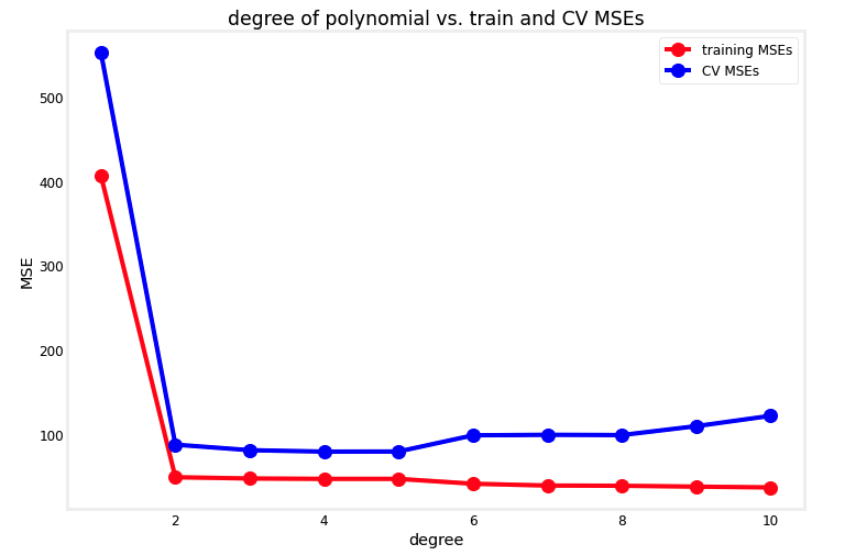 degree of polynomial vs. train and CV MSEs
training MSEs
CV MSEs
500
400
300
200
100
MSE
2 4 6 8 10
degree